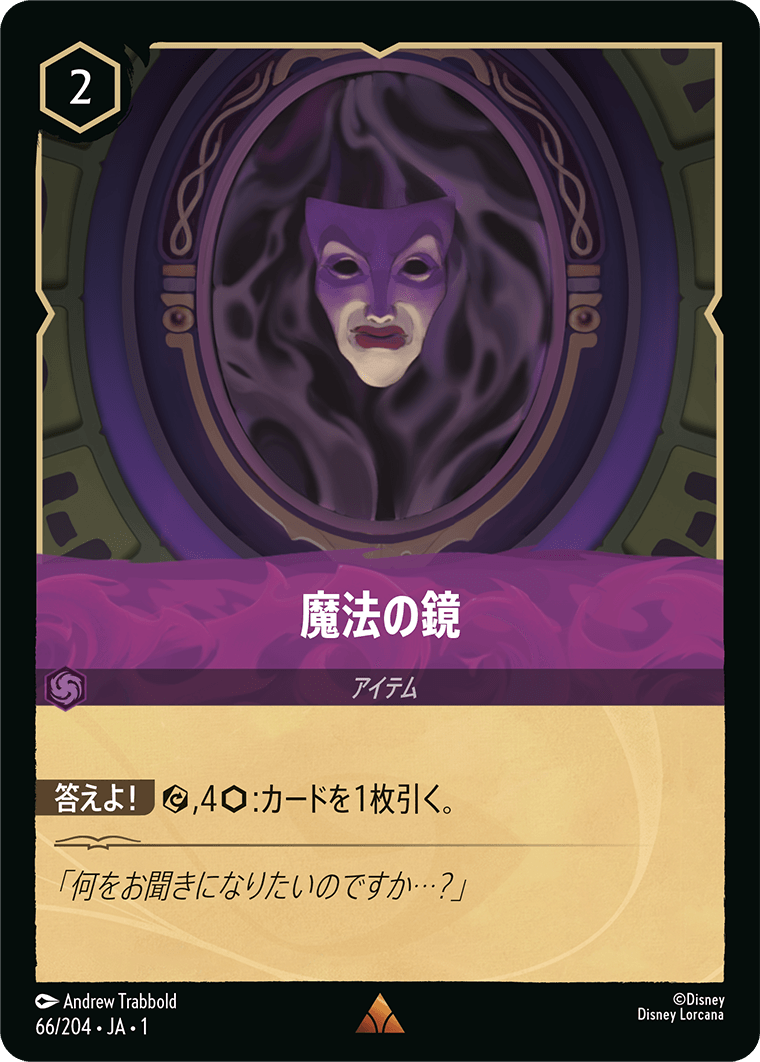 2
魔法の鏡
アイテム
答えよ! ,4 :カードを1枚引く。
「何をお聞きになりたいのですか…?」
Andrew Trabbold
66/204・JA・1
©Disney
Disney Lorcana